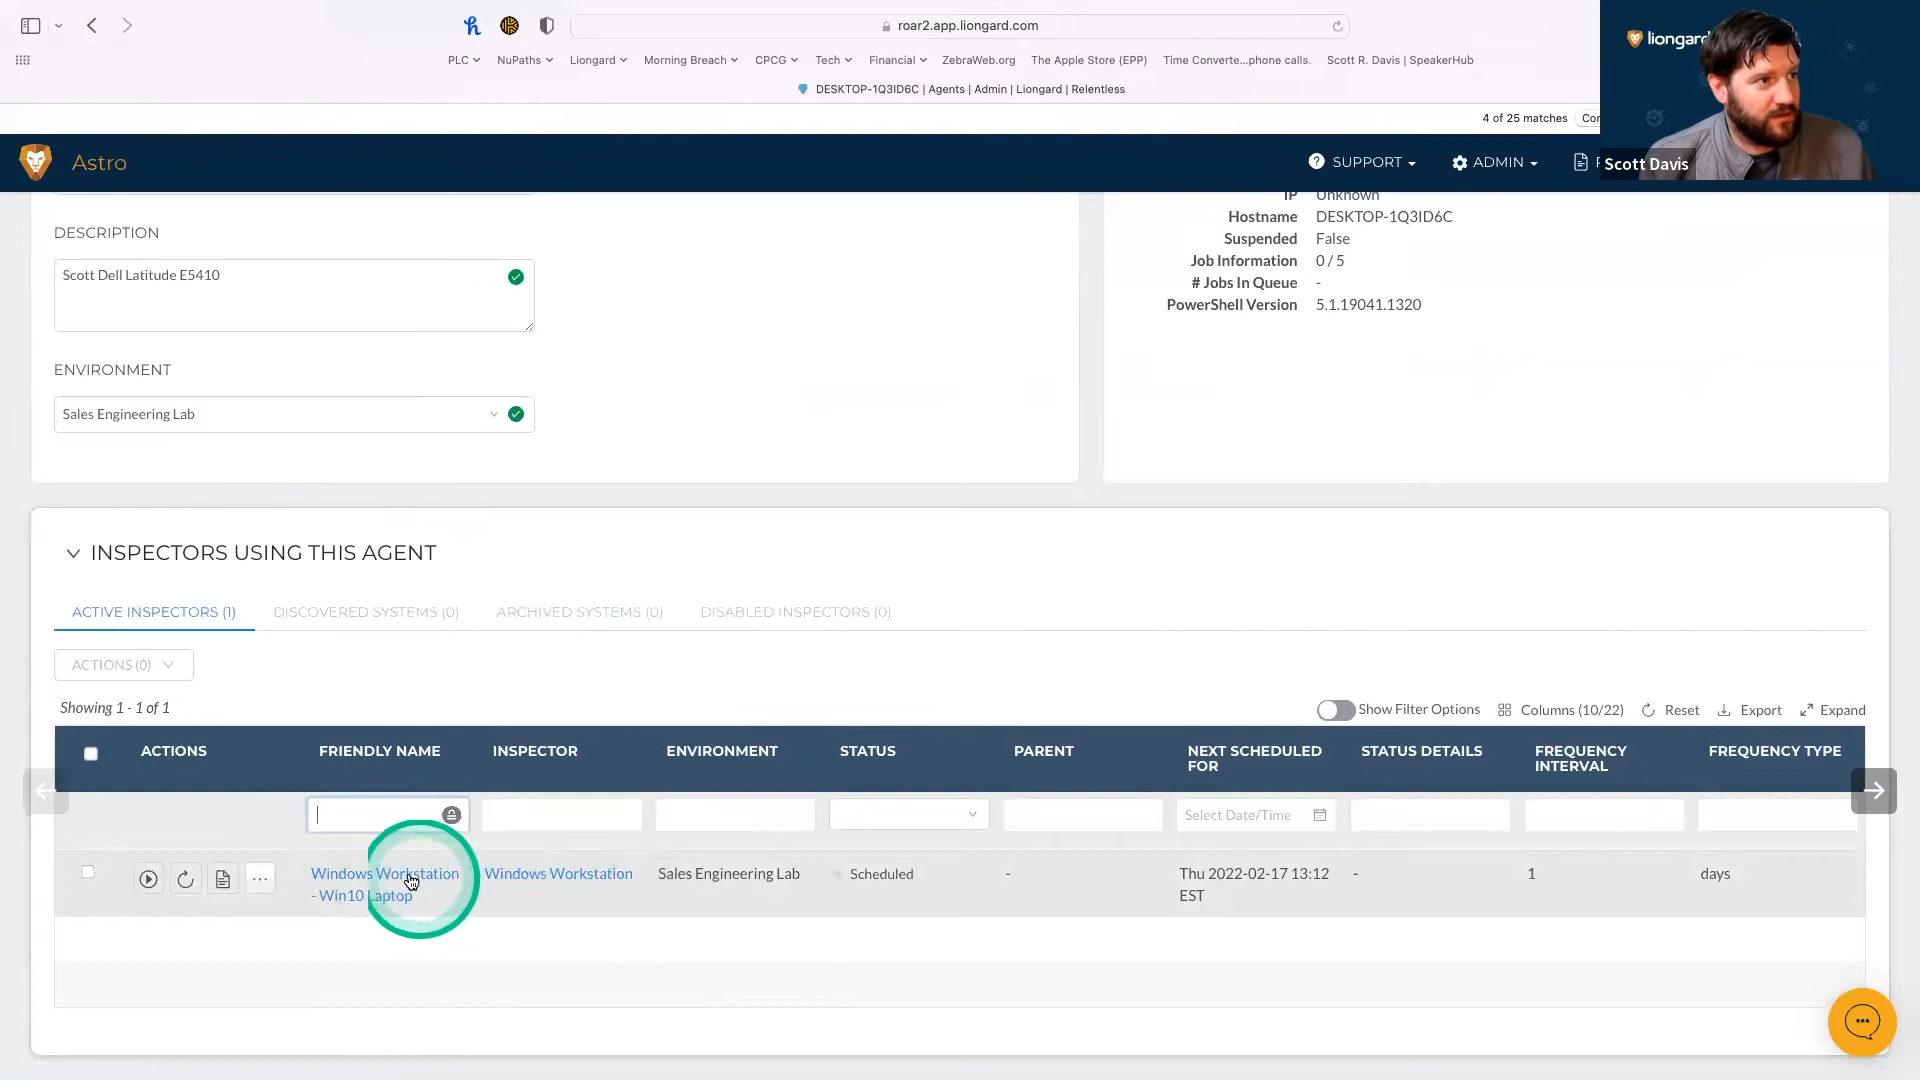 roar2.app.liongard.com
PLC NuPaths Liongard Morning Breach CPCG Tech Financial ZebraWeb.org The Apple Store (EPP) Time Converte...phone calls. Scott R. Davis | SpeakerHub
DESKTOP-1Q3ID6C | Agents | Admin | Liongard | Relentless
4 of 25 matches
liongard
Scott Davis
Astro
SUPPORT ADMIN
DESCRIPTION
Scott Dell Latitude E5410
ENVIRONMENT
Sales Engineering Lab
IP Unknown
Hostname DESKTOP-1Q3ID6C
Suspended False
Job Information 0 / 5
# Jobs In Queue -
PowerShell Version 5.1.19041.1320
INSPECTORS USING THIS AGENT
ACTIVE INSPECTORS (1) DISCOVERED SYSTEMS (0) ARCHIVED SYSTEMS (0) DISABLED INSPECTORS (0)
ACTIONS (0)
Showing 1 - 1 of 1
Show Filter Options Columns (10/22) Reset Export Expand
ACTIONS FRIENDLY NAME INSPECTOR ENVIRONMENT STATUS PARENT NEXT SCHEDULED FOR STATUS DETAILS FREQUENCY INTERVAL FREQUENCY TYPE
Select Date/Time
Windows Workstation - Win10 Laptop Windows Workstation Sales Engineering Lab Scheduled - Thu 2022-02-17 13:12 EST - 1 days